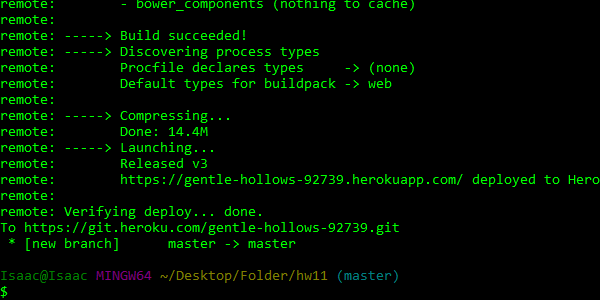 remote:        - bower_components (nothing to cache)
remote:
remote: -----> Build succeeded!
remote: -----> Discovering process types
remote:        Procfile declares types     -> (none)
remote:        Default types for buildpack -> web
remote:
remote: -----> Compressing...
remote:        Done: 14.4M
remote: -----> Launching...
remote:        Released v3
remote:        https://gentle-hollows-92739.herokuapp.com/ deployed to Hero
remote:
remote: Verifying deploy... done.
To https://git.heroku.com/gentle-hollows-92739.git
 * [new branch]      master -> master
Isaac@Isaac MINGW64 ~/Desktop/Folder/hw11 (master)
$